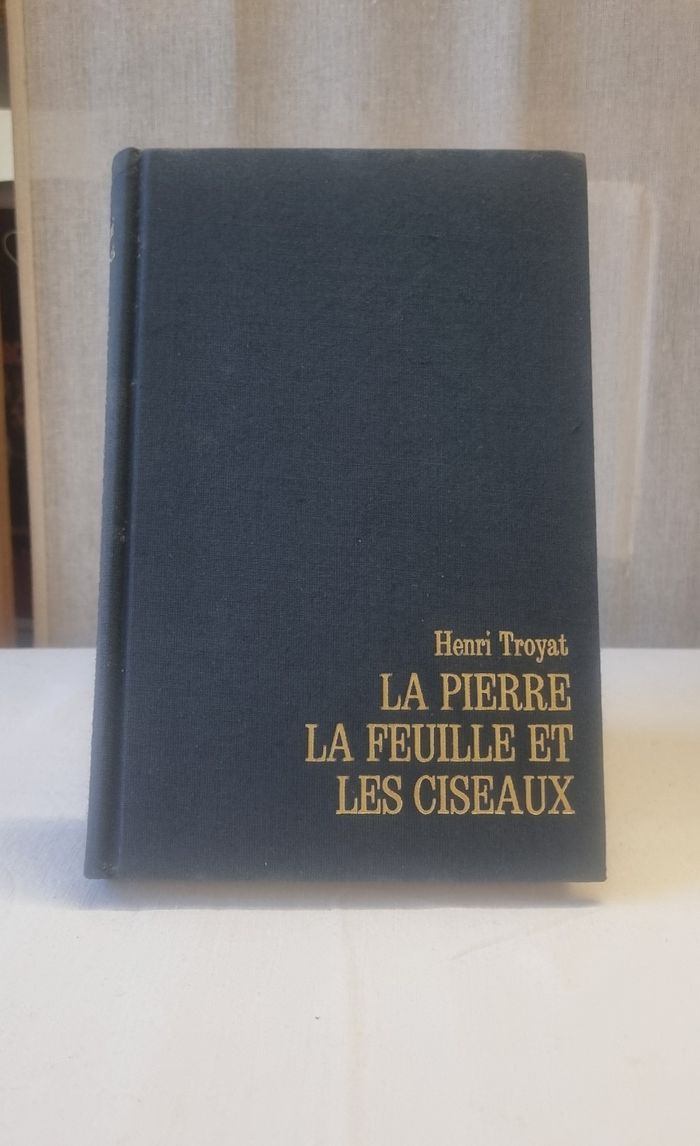 Henri Troyat
LA PIERRE
LA FEUILLE ET
LES CISEAUX